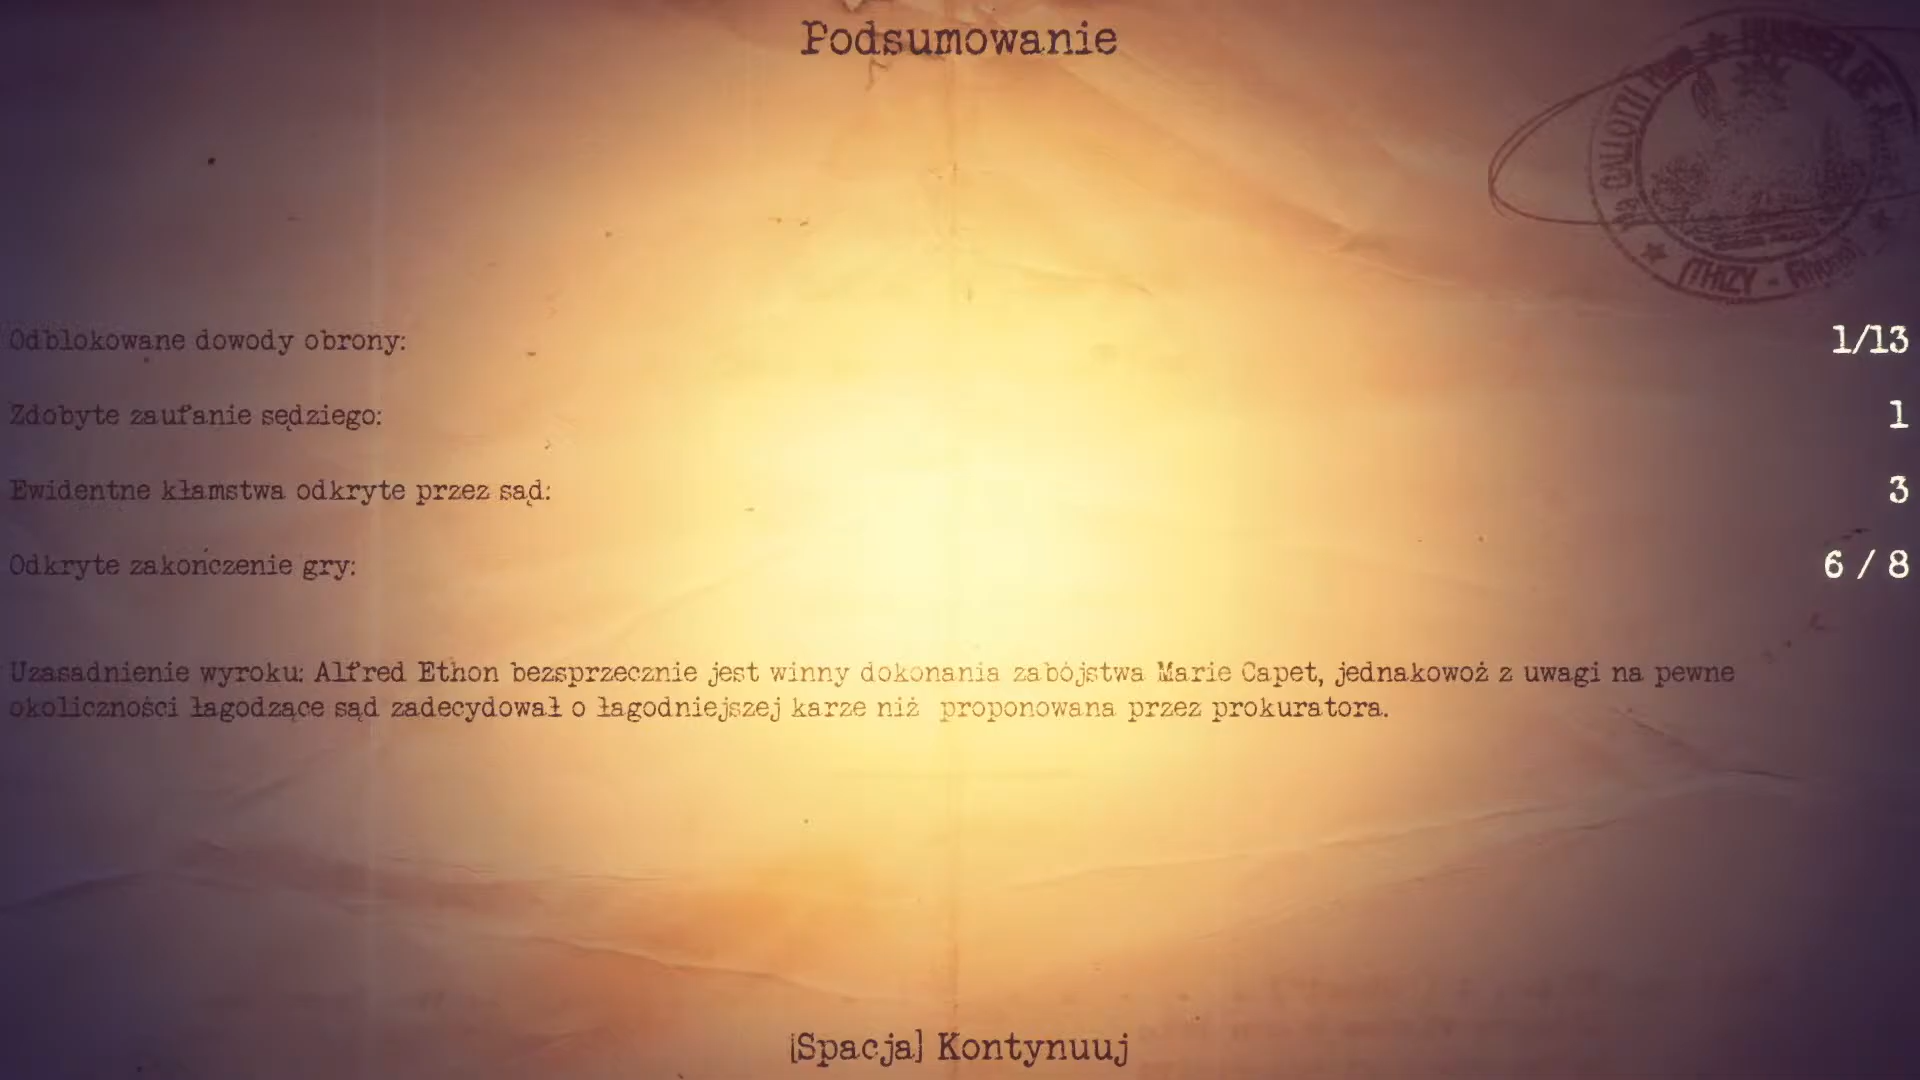 Podsumowanie
Odblokowane dowody obrony: 1/13
Zdobyte zaufanie sędziego: 1
Ewidentne kłamstwa odkryte przez sąd: 3
Odkryte zakończenie gry: 6 / 8
Uzasadnienie wyroku: Alfred Ethon bezsprzecznie jest winny dokonania zabójstwa Marie Capet, jednakowoż z uwagi na pewne
okoliczności łagodzące sąd zadecydował o łagodniejszej karze niż proponowana przez prokuratora.
[Spacja] Kontynuuj